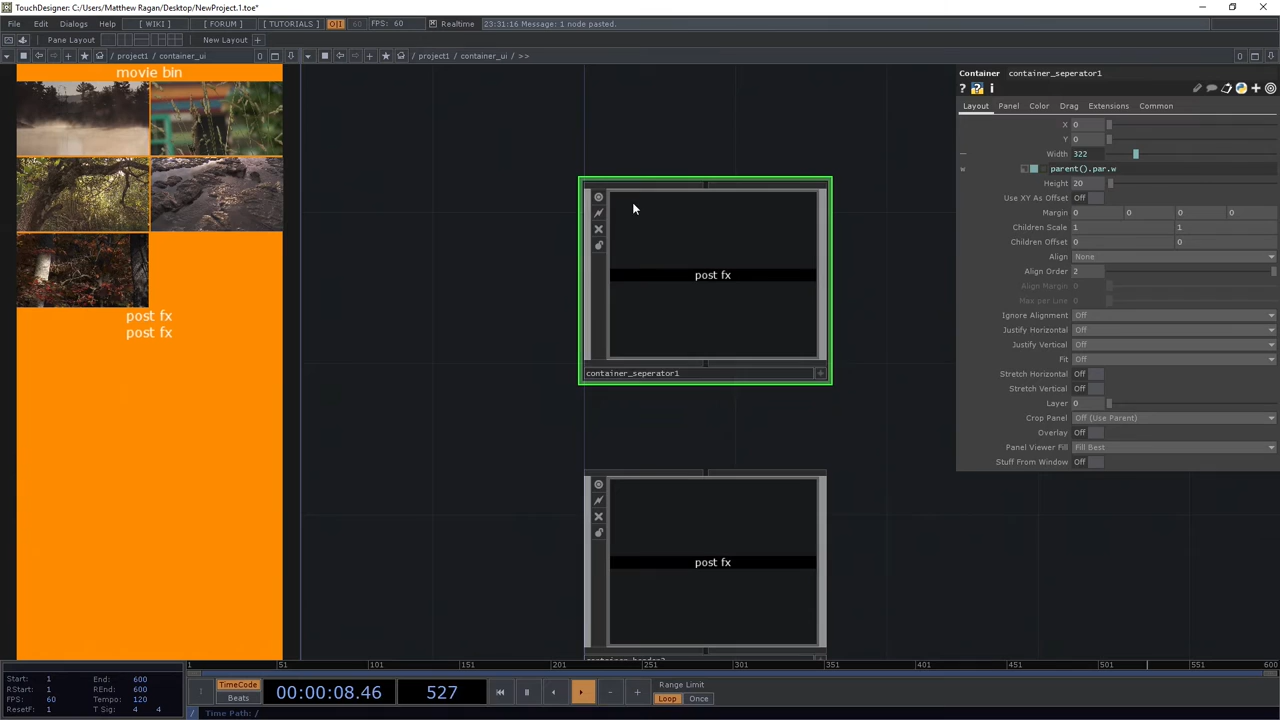 TouchDesigner: C:/Users/Matthew Ragan/Desktop/NewProject.1.toe*
File Edit Dialogs Help [ WIKI ] [ FORUM ] [ TUTORIALS ] O|I FPS: 60 Realtime 23:31:16 Message: 1 node pasted.
Pane Layout New Layout +
/ project1 / container_ui 0
/ project1 / container_ui / >> 0
movie bin
post fx
post fx
post fx
container_seperator1
post fx
Container container_seperator1
? ? i
Layout Panel Color Drag Extensions Common
X 0
Y 0
Width 322
w parent().par.w
Height 20
Use XY As Offset Off
Margin 0 0 0 0
Children Scale 1 1
Children Offset 0 0
Align None
Align Order 2
Align Margin 0
Max per Line 0
Ignore Alignment Off
Justify Horizontal Off
Justify Vertical Off
Fit Off
Stretch Horizontal Off
Stretch Vertical Off
Layer 0
Crop Panel Off (Use Parent)
Overlay Off
Panel Viewer Fill Fill Best
Stuff From Window Off
1 51 101 151 201 251 301 351 401 451 501 551 600
Start: 1 End: 600
RStart: 1 REnd: 600
FPS: 60 Tempo: 120
ResetF: 1 T Sig: 4 4
TimeCode
Beats
00:00:08.46 527
Range Limit
Loop Once
/ Time Path: /